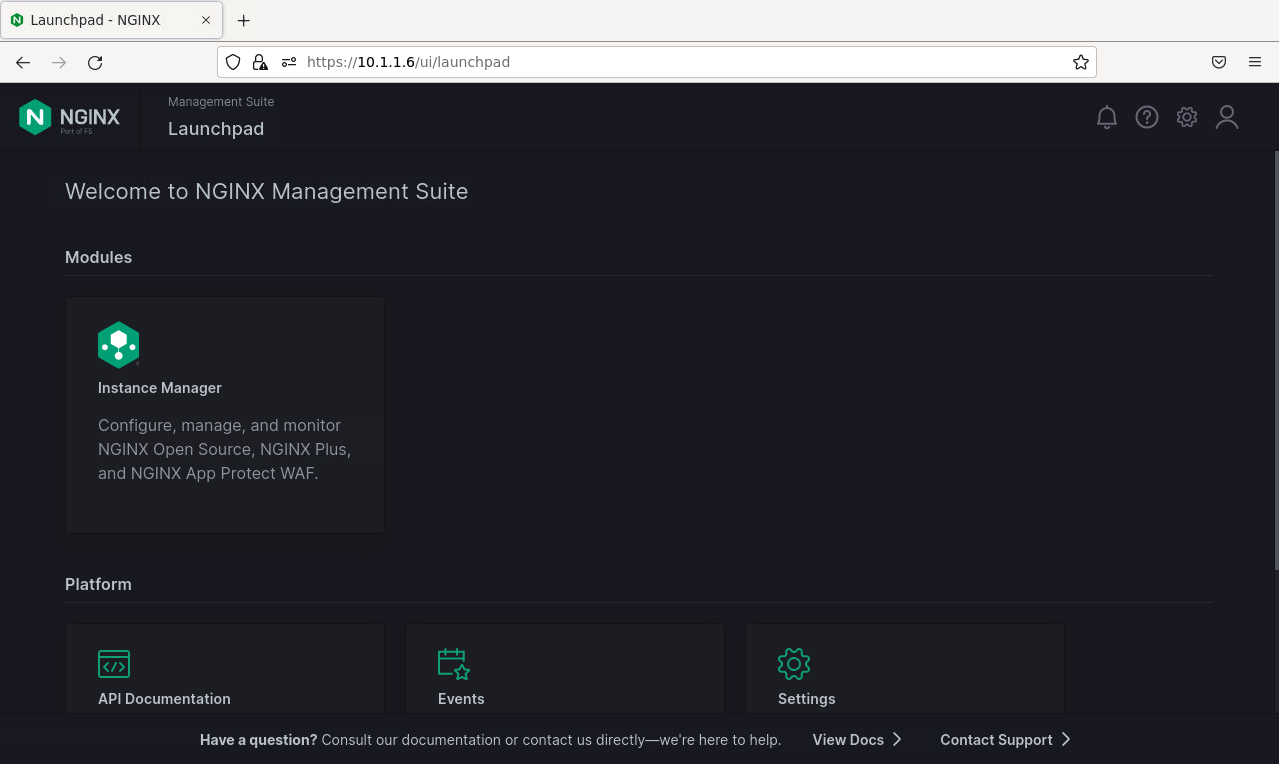 Launchpad - NGINX
https://10.1.1.6/ui/launchpad
NGINX
Part of F5
Management Suite
Launchpad
Welcome to NGINX Management Suite
Modules
Instance Manager
Configure, manage, and monitor
NGINX Open Source, NGINX Plus,
and NGINX App Protect WAF.
Platform
API Documentation
Events
Settings
Have a question? Consult our documentation or contact us directly—we're here to help.
View Docs
Contact Support